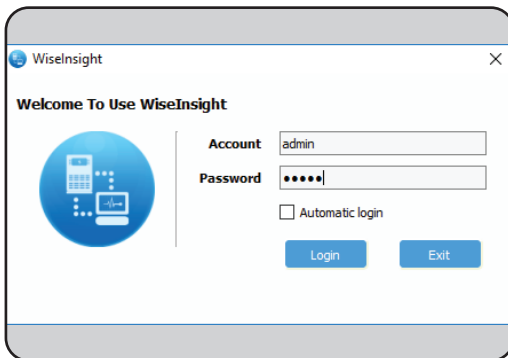 WiseInsight
Welcome To Use WiseInsight
Account admin
Password •••••
Automatic login
Login Exit